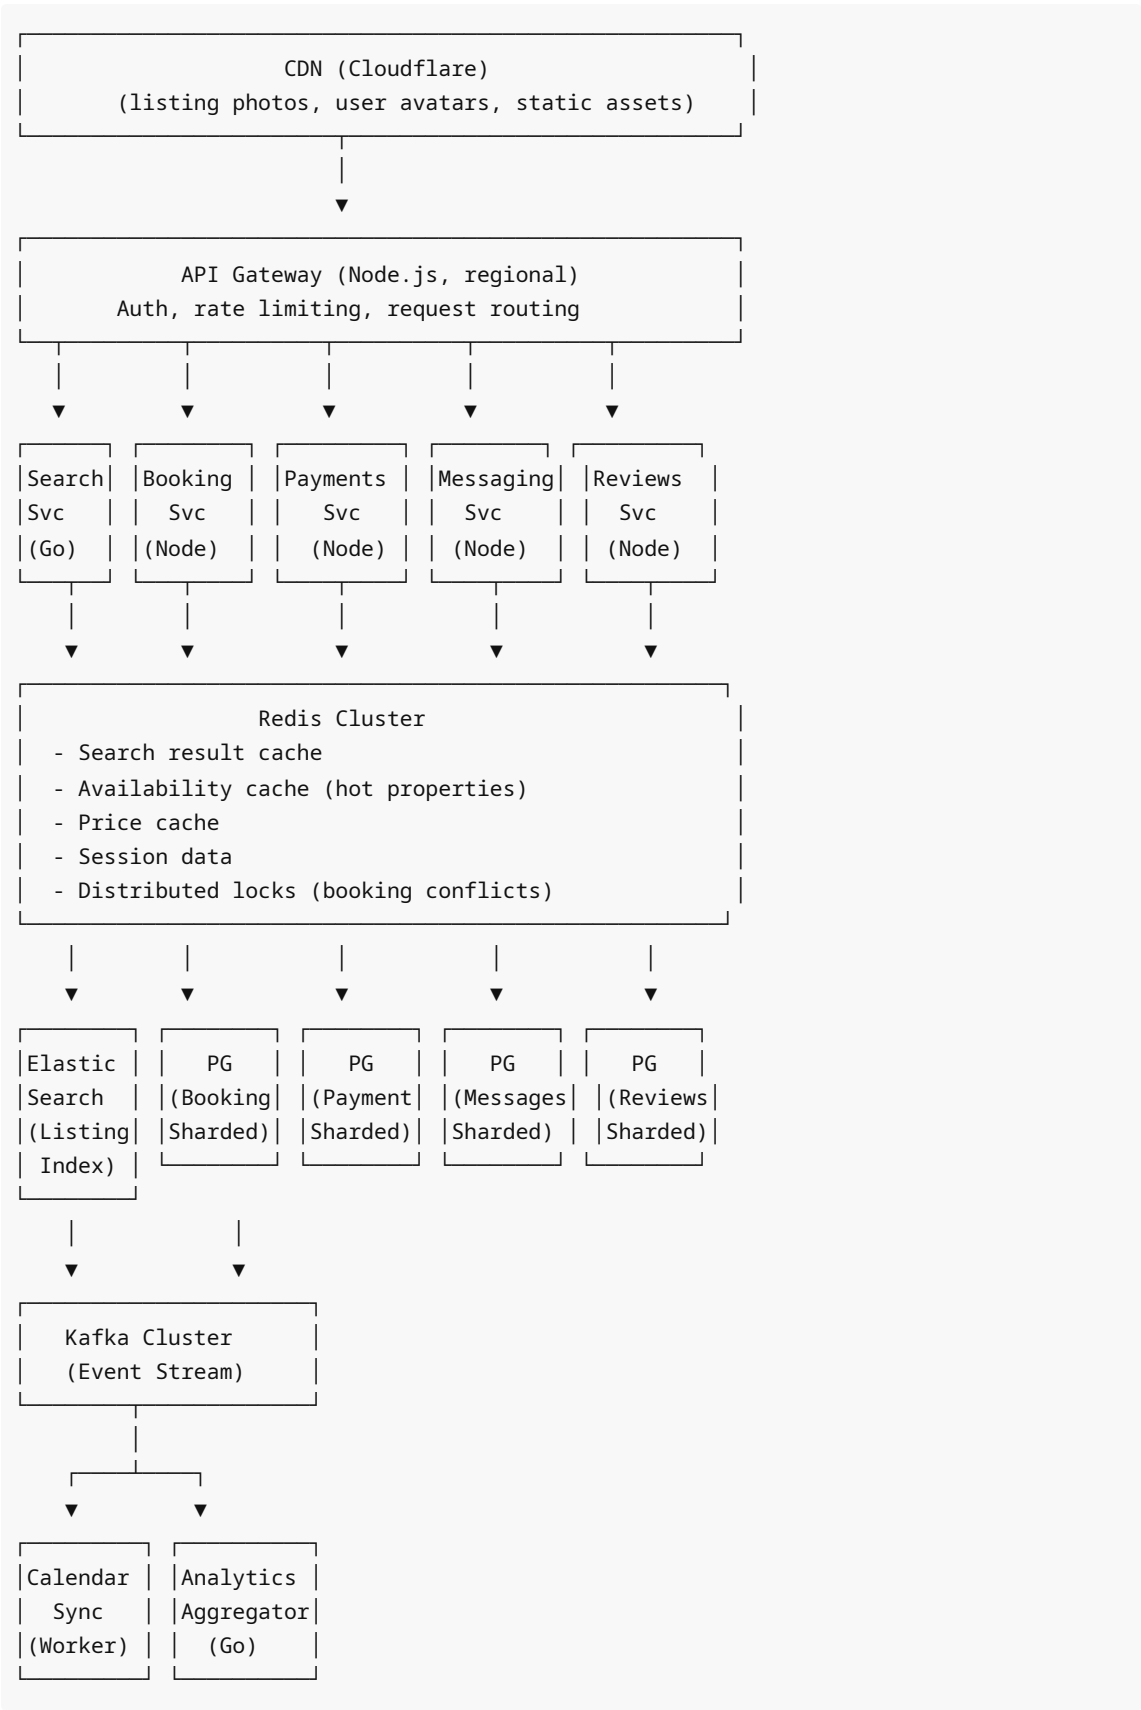 CDN (Cloudflare)
(listing photos, user avatars, static assets)
API Gateway (Node.js, regional)
Auth, rate limiting, request routing
Search Booking Payments Messaging Reviews
Svc Svc Svc Svc Svc
(Go) (Node) (Node) (Node) (Node)
Redis Cluster
- Search result cache
- Availability cache (hot properties)
- Price cache
- Session data
- Distributed locks (booking conflicts)
Elastic PG PG PG PG
Search (Booking (Payment (Messages (Reviews
(Listing Sharded) Sharded) Sharded) Sharded)
Index)
Kafka Cluster
(Event Stream)
Calendar Analytics
Sync Aggregator
(Worker) (Go)